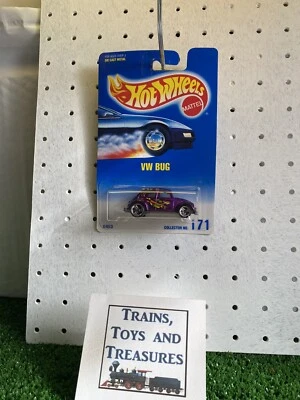 HOT WHEELS
MATTEL
VW BUG
COLLECTOR NO. 171
TRAINS,
TOYS AND
TREASURES